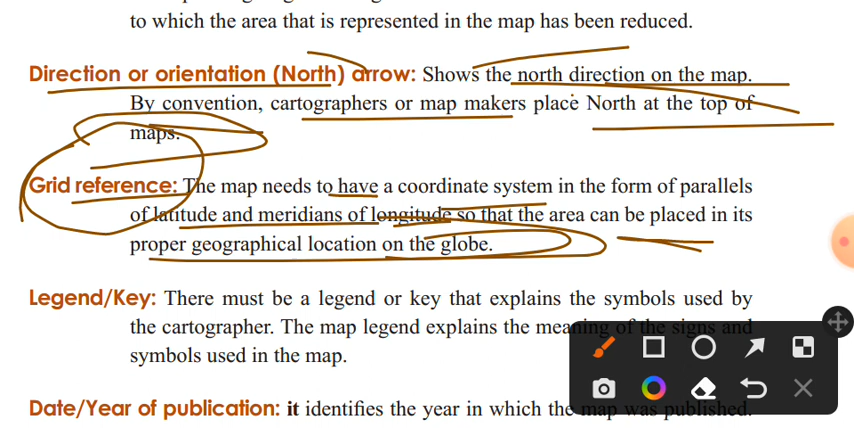 to which the area that is represented in the map has been reduced.
Direction or orientation (North) arrow: Shows the north direction on the map.
By convention, cartographers or map makers place North at the top of
maps.
Grid reference: The map needs to have a coordinate system in the form of parallels
of latitude and meridians of longitude so that the area can be placed in its
proper geographical location on the globe.
Legend/Key: There must be a legend or key that explains the symbols used by
the cartographer. The map legend explains the meaning of the signs and
symbols used in the map.
Date/Year of publication: it identifies the year in which the map was published.